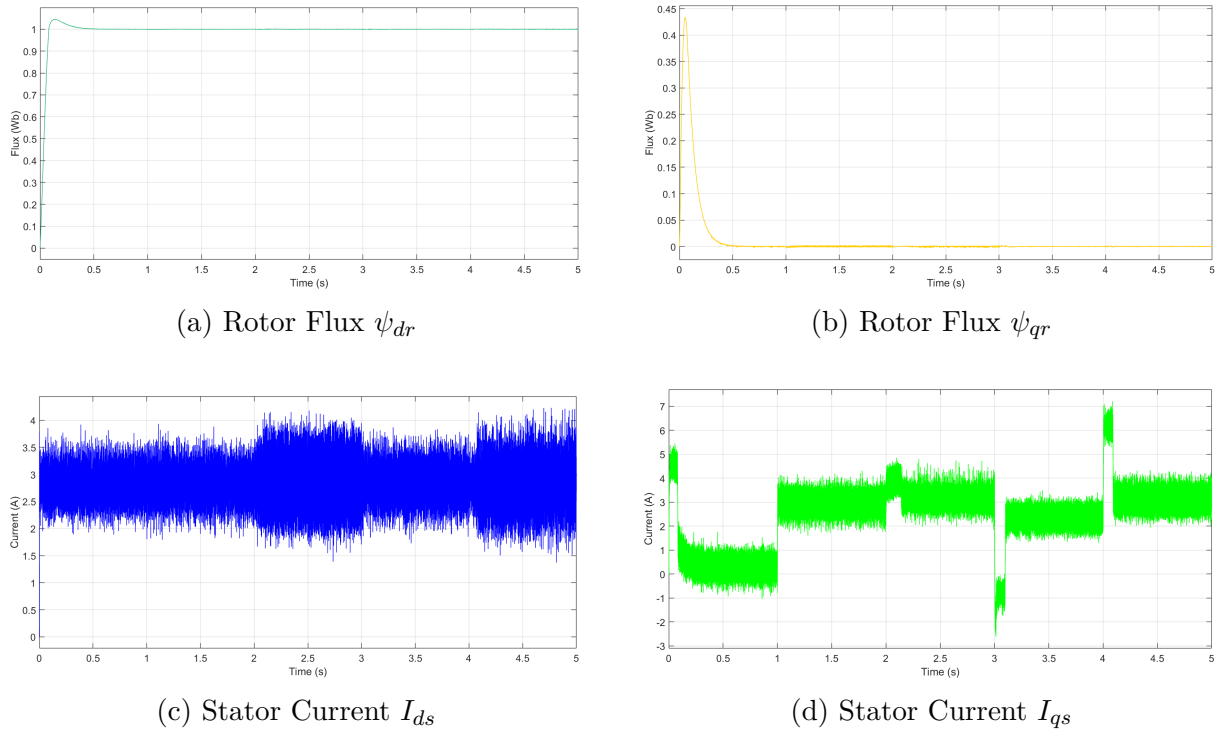 1
0.9
0.8
0.7
0.6
0.5
0.4
0.3
0.2
0.1
0
Flux (Wb)
0 0.5 1 1.5 2 2.5 3 3.5 4 4.5 5
Time (s)
(a) Rotor Flux ψ_dr
0.45
0.4
0.35
0.3
0.25
0.2
0.15
0.1
0.05
0
Flux (Wb)
0 0.5 1 1.5 2 2.5 3 3.5 4 4.5 5
Time (s)
(b) Rotor Flux ψ_qr
4
3.5
3
2.5
2
1.5
1
0.5
0
Current (A)
0 0.5 1 1.5 2 2.5 3 3.5 4 4.5 5
Time (s)
(c) Stator Current I_ds
7
6
5
4
3
2
1
0
-1
-2
-3
Current (A)
0 0.5 1 1.5 2 2.5 3 3.5 4 4.5 5
Time (s)
(d) Stator Current I_qs